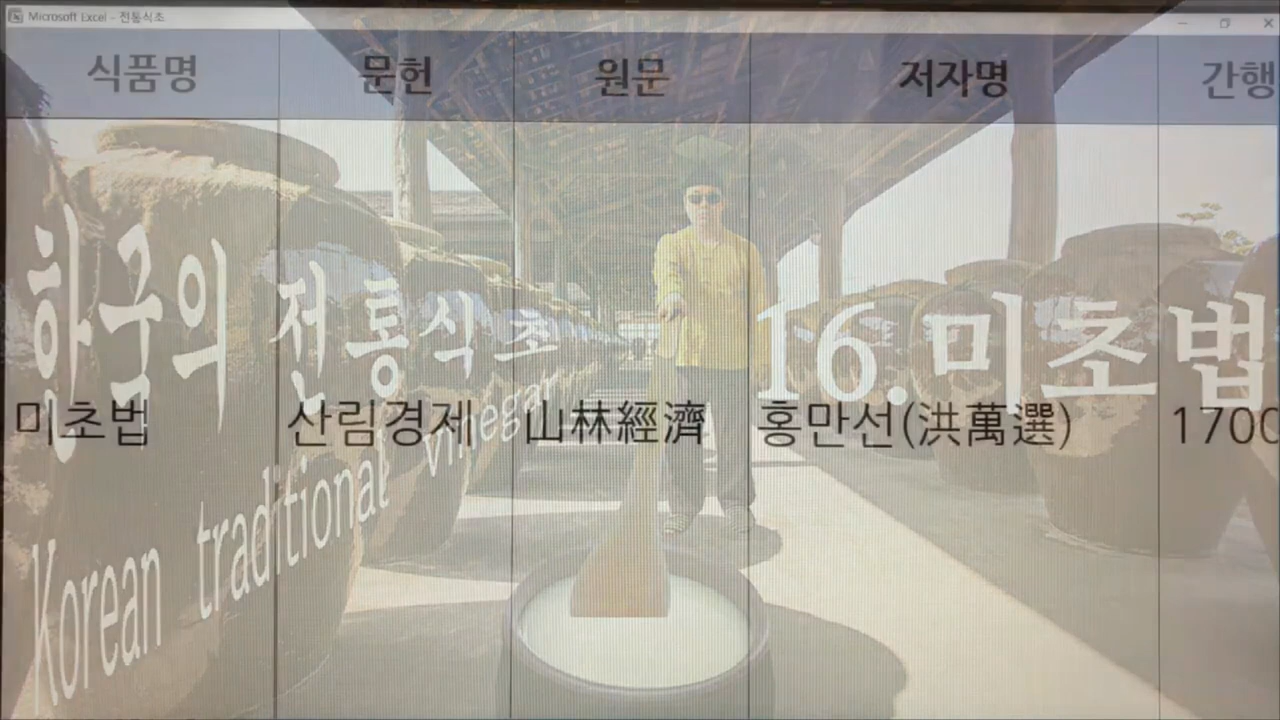 Microsoft Excel - 전통식초
식품명 문헌 원문 저자명 간행
한국의 전통식초
16.미초법
미초법 산림경제 山林經濟 홍만선(洪萬選) 1700
Korean traditional vinegar